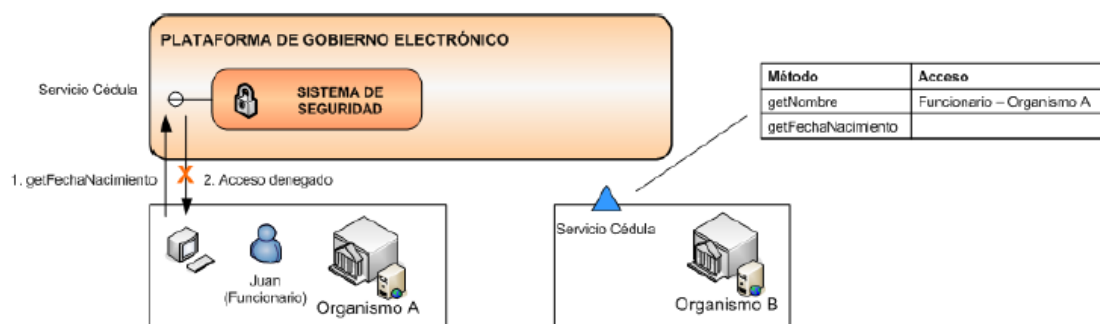 PLATAFORMA DE GOBIERNO ELECTRÓNICO
Servicio Cédula
SISTEMA DE
SEGURIDAD
Método
Acceso
getNombre
Funcionario – Organismo A
getFechaNacimiento
1. getFechaNacimiento
X
2. Acceso denegado
Servicio Cédula
Juan
(Funcionario)
Organismo A
Organismo B